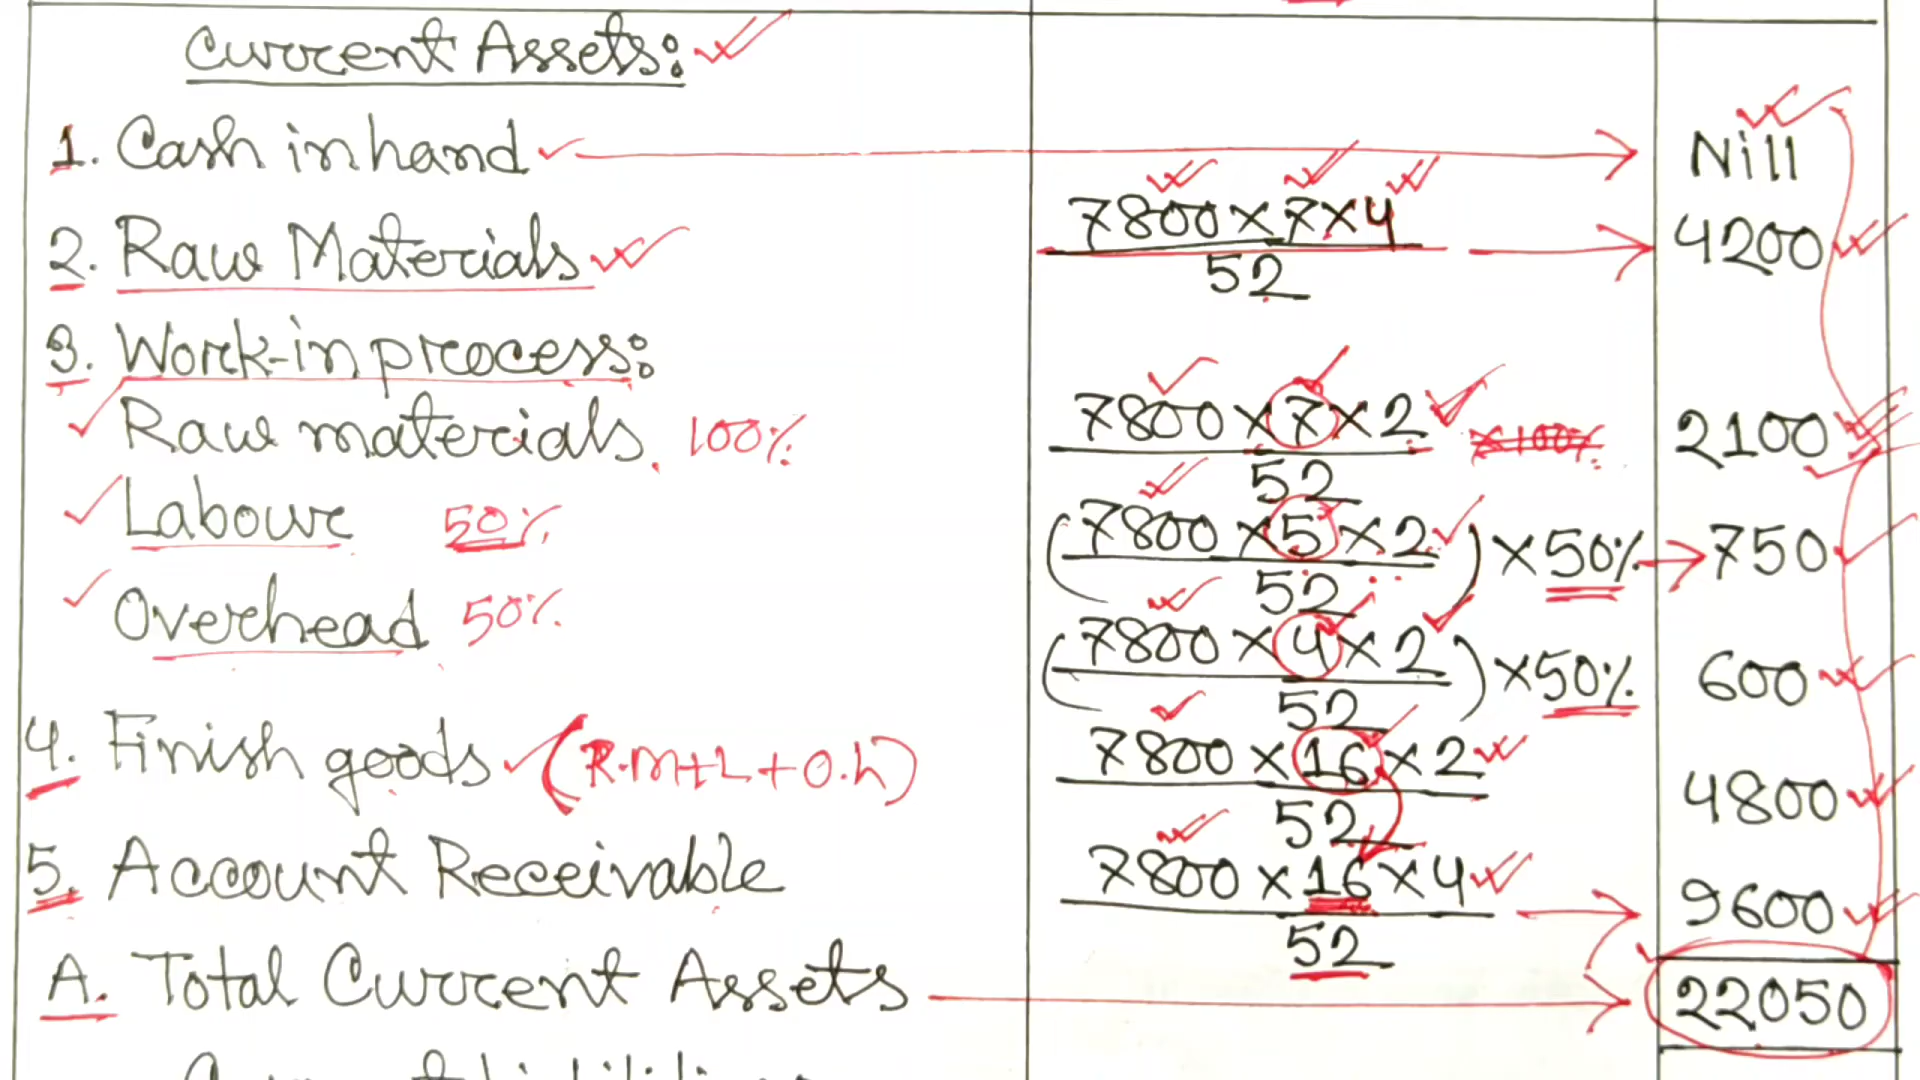 Current Assets:
1. Cash in hand Nill
2. Raw Materials 7800 × 7 × 4 / 52 4200
3. Work-in process:
Raw materials. 100% 7800 × 7 × 2 / 52 × 100% 2100
Labour 50% (7800 × 5 × 2 / 52) × 50% 750
Overhead 50% (7800 × 4 × 2 / 52) × 50% 600
4. Finish goods (R.M+L+O.h) 7800 × 16 × 2 / 52 4800
5. Account Receivable 7800 × 16 × 4 / 52 9600
A. Total Current Assets 22050